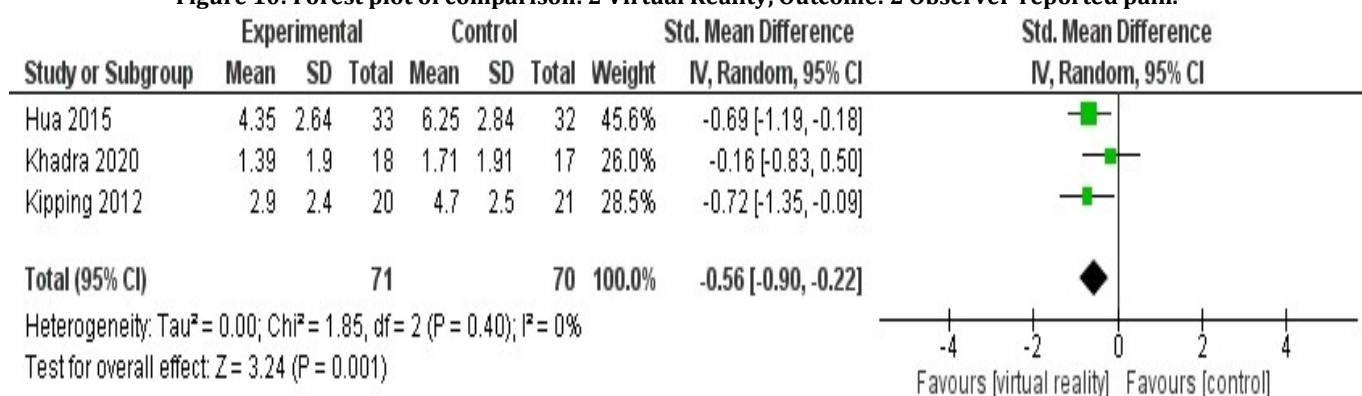 Figure 10: Forest plot of comparison: 2 Virtual Reality, Outcome: 2 Observer-reported pain.
Experimental Control Std. Mean Difference Std. Mean Difference
Study or Subgroup Mean SD Total Mean SD Total Weight IV, Random, 95% CI IV, Random, 95% CI
Hua 2015 4.35 2.64 33 6.25 2.84 32 45.6% -0.69 [-1.19, -0.18]
Khadra 2020 1.39 1.9 18 1.71 1.91 17 26.0% -0.16 [-0.83, 0.50]
Kipping 2012 2.9 2.4 20 4.7 2.5 21 28.5% -0.72 [-1.35, -0.09]
Total (95% CI) 71 70 100.0% -0.56 [-0.90, -0.22]
Heterogeneity: Tau² = 0.00; Chi² = 1.85, df = 2 (P = 0.40); I² = 0%
Test for overall effect: Z = 3.24 (P = 0.001)
-4 -2 0 2 4
Favours [virtual reality] Favours [control]